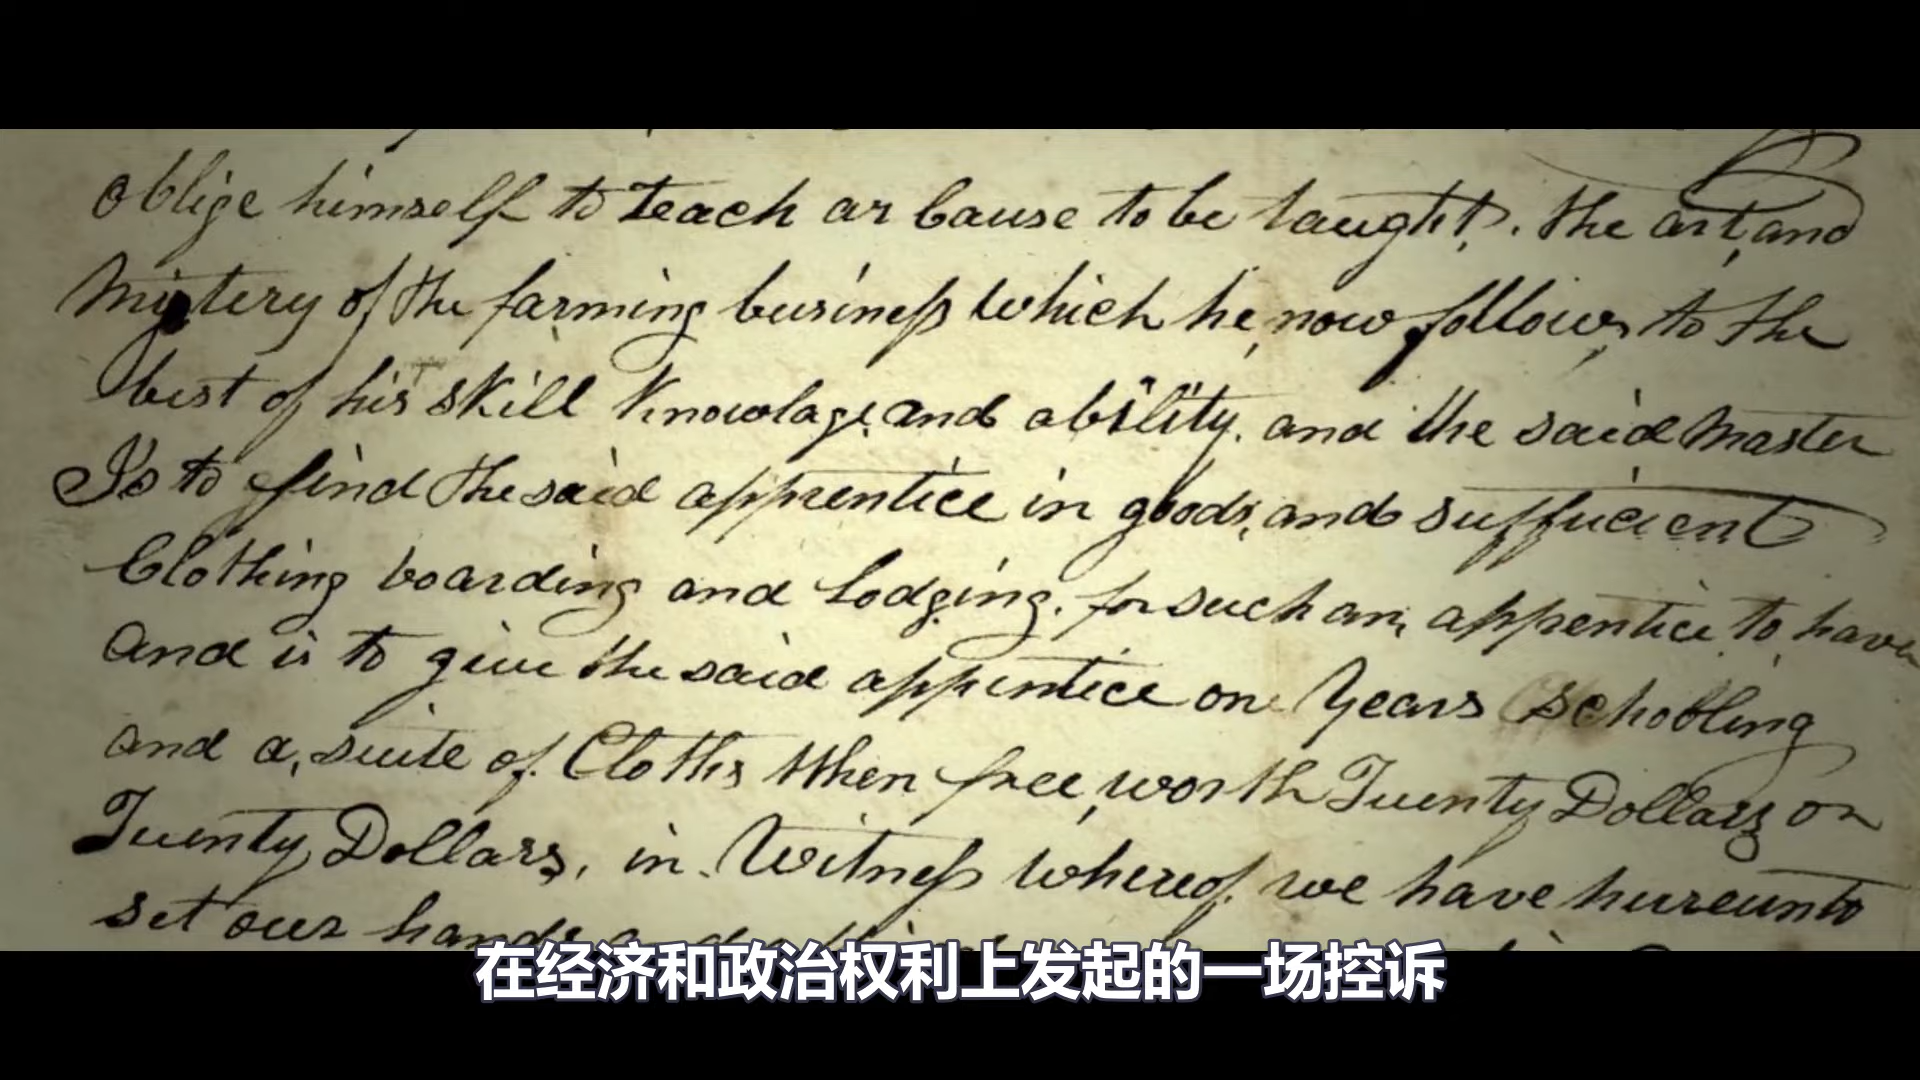 oblige himself to teach or cause to be taught, the art, and
Mystery of the farming business which he now follows to the
best of his skill Knowlage and ability. and the said Master
Is to find the said apprentice in goods, and sufficient
Clothing boarding and Lodging. for such an, apprentice to have
and is to give the said apprentice one Years schooling
and a, suite of Cloths When free, worth Twenty Dollars or
Twenty Dollars, in Witness whereof we have hereunto
set our hands
在经济和政治权利上发起的一场控诉